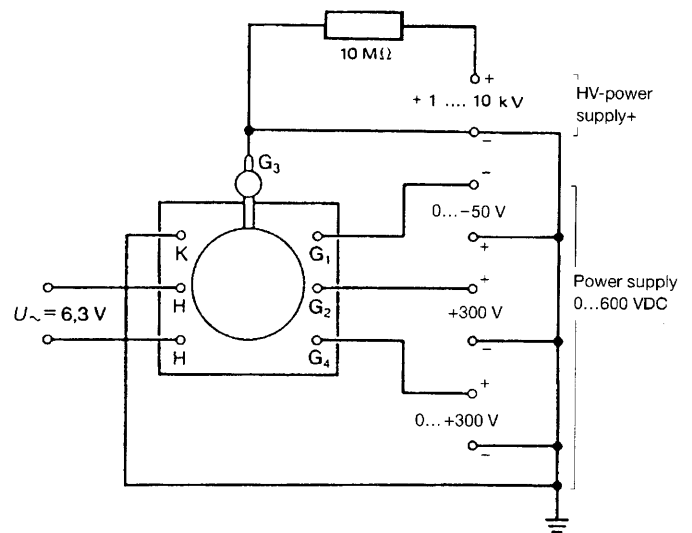 10 MΩ
+
+ 1 .... 10 kV
HV-power
supply+
−
G₃
−
0...−50 V
K
G₁
+
+
Power supply
0...600 VDC
U∼ = 6,3 V
H
G₂
+300 V
H
G₄
−
+
0...+300 V
−